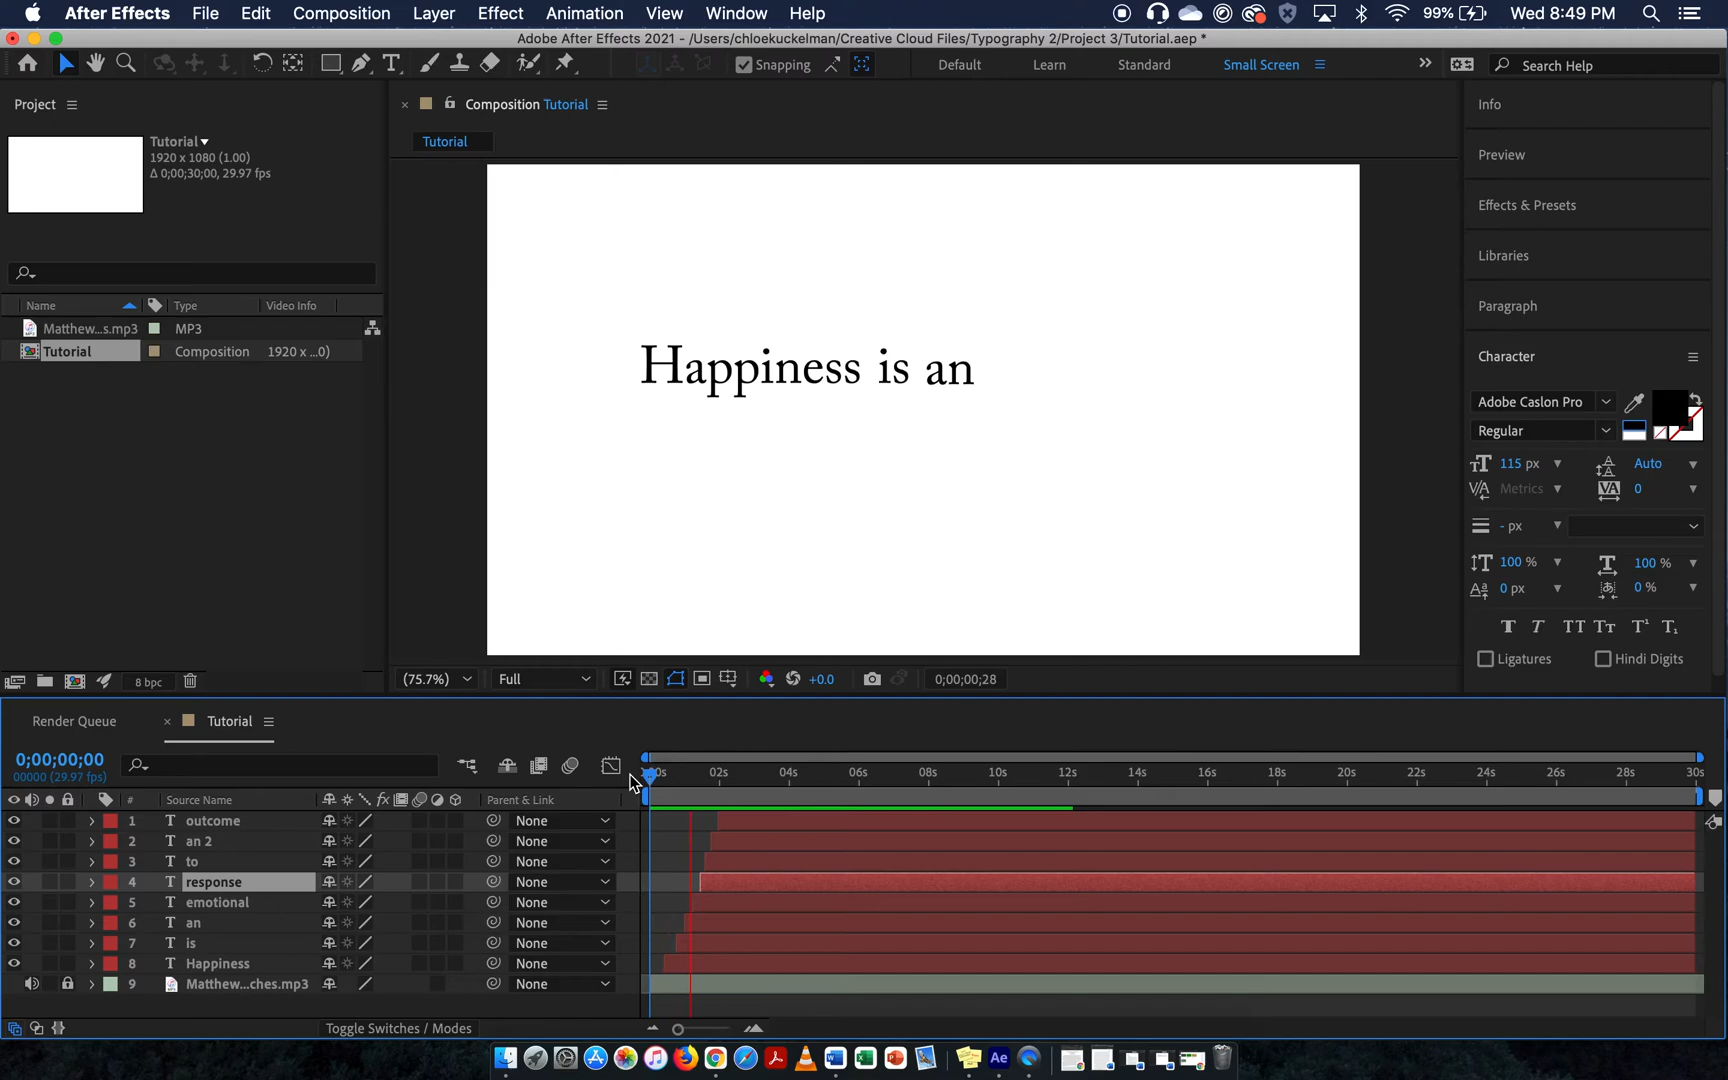 After Effects File Edit Composition Layer Effect Animation View Window Help 99% Wed 8:49 PM
Adobe After Effects 2021 - /Users/chloekuckelman/Creative Cloud Files/Typography 2/Project 3/Tutorial.aep *
Snapping Default Learn Standard Small Screen Search Help
Project
Composition Tutorial
Info
Tutorial
1920 x 1080 (1.00)
Δ 0;00;30;00, 29.97 fps
Tutorial
Preview
Effects & Presets
Libraries
Paragraph
Name Type Video Info
Matthew...s.mp3 MP3
Tutorial Composition 1920 x ...0)
Happiness is an
Character
Adobe Caslon Pro
Regular
115 px Auto
Metrics 0
- px
100 % 100 %
0 px 0 %
T T TT Tт T¹ T₁
Ligatures Hindi Digits
8 bpc
(75.7%) Full +0.0 0;00;00;28
Render Queue Tutorial
0;00;00;00
00000 (29.97 fps)
:00s 02s 04s 06s 08s 10s 12s 14s 16s 18s 20s 22s 24s 26s 28s 30s
# Source Name fx Parent & Link
1 T outcome None
2 T an 2 None
3 T to None
4 T response None
5 T emotional None
6 T an None
7 T is None
8 T Happiness None
9 Matthew...ches.mp3 None
Toggle Switches / Modes
Ae